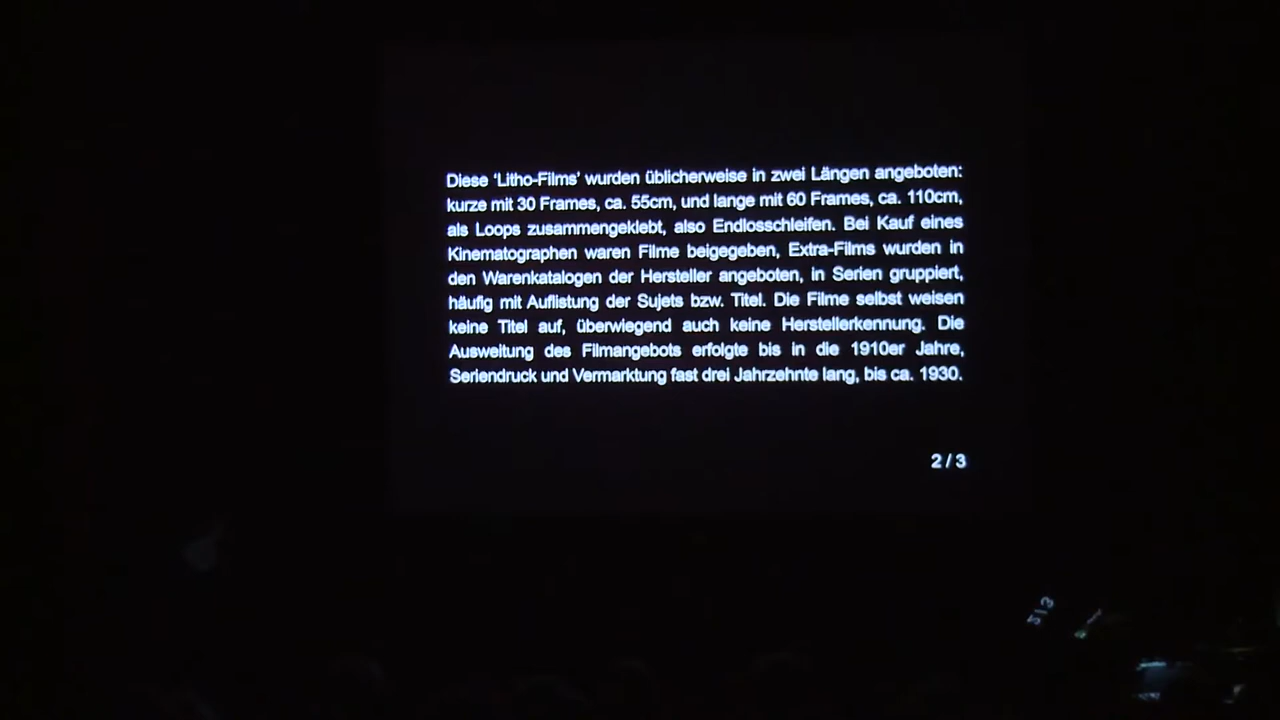 Diese ‘Litho-Films’ wurden üblicherweise in zwei Längen angeboten:
kurze mit 30 Frames, ca. 55cm, und lange mit 60 Frames, ca. 110cm,
als Loops zusammengeklebt, also Endlosschleifen. Bei Kauf eines
Kinematographen waren Filme beigegeben, Extra-Films wurden in
den Warenkatalogen der Hersteller angeboten, in Serien gruppiert,
häufig mit Auflistung der Sujets bzw. Titel. Die Filme selbst weisen
keine Titel auf, überwiegend auch keine Herstellerkennung. Die
Ausweitung des Filmangebots erfolgte bis in die 1910er Jahre,
Seriendruck und Vermarktung fast drei Jahrzehnte lang, bis ca. 1930.
2 / 3